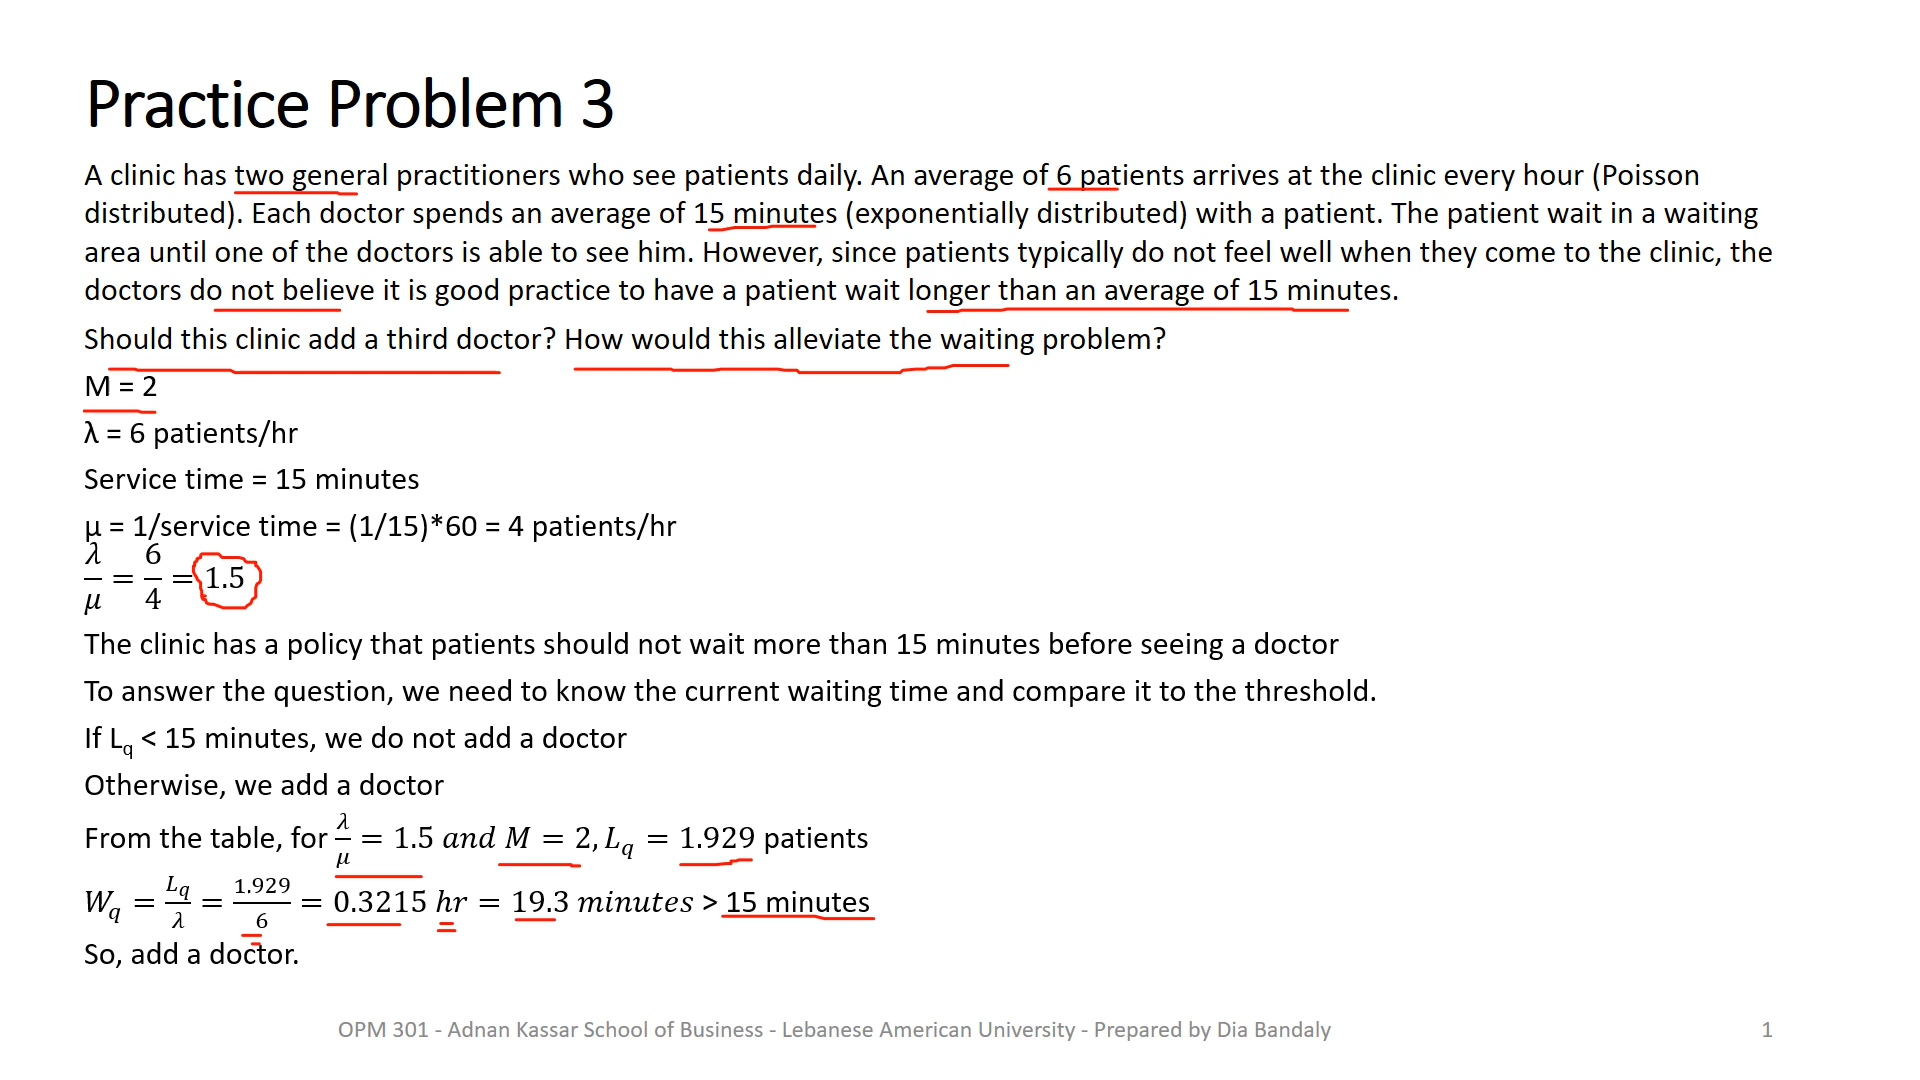 Practice Problem 3
A clinic has two general practitioners who see patients daily. An average of 6 patients arrives at the clinic every hour (Poisson
distributed). Each doctor spends an average of 15 minutes (exponentially distributed) with a patient. The patient wait in a waiting
area until one of the doctors is able to see him. However, since patients typically do not feel well when they come to the clinic, the
doctors do not believe it is good practice to have a patient wait longer than an average of 15 minutes.
Should this clinic add a third doctor? How would this alleviate the waiting problem?
M = 2
λ = 6 patients/hr
Service time = 15 minutes
μ = 1/service time = (1/15)*60 = 4 patients/hr
λ/μ = 6/4 = 1.5
The clinic has a policy that patients should not wait more than 15 minutes before seeing a doctor
To answer the question, we need to know the current waiting time and compare it to the threshold.
If Lq < 15 minutes, we do not add a doctor
Otherwise, we add a doctor
From the table, for λ/μ = 1.5 and M = 2, Lq = 1.929 patients
Wq = Lq/λ = 1.929/6 = 0.3215 hr = 19.3 minutes > 15 minutes
So, add a doctor.
OPM 301 - Adnan Kassar School of Business - Lebanese American University - Prepared by Dia Bandaly
1